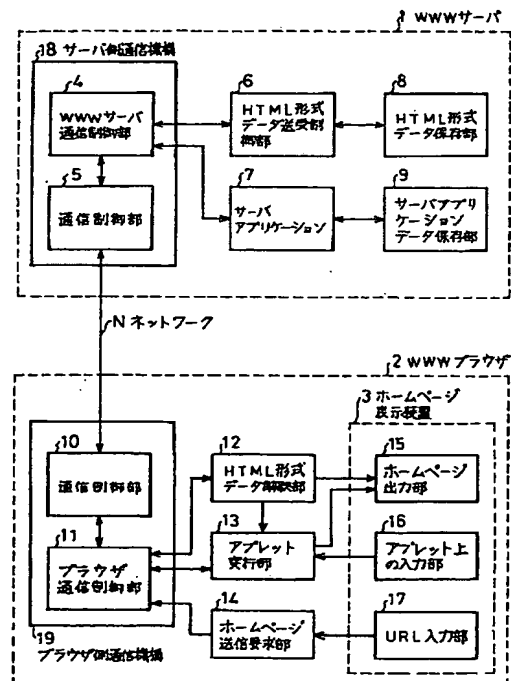 1 WWWサーバ
18 サーバ側通信機構
4
WWWサーバ
通信制御部
6
HTML形式
データ送受制
御部
8
HTML形式
データ保存部
5
通信制御部
7
サーバ
アプリケーション
9
サーバアプリ
ケーション
データ保存部
N ネットワーク
2 WWWブラウザ
3 ホームページ
表示装置
10
通信制御部
12
HTML形式
データ解釈部
15
ホームページ
出力部
11
ブラウザ
通信制御部
13
アプレット
実行部
16
アプレット上
の入力部
14
ホームページ
送信要求部
17
URL入力部
19
ブラウザ側通信機構